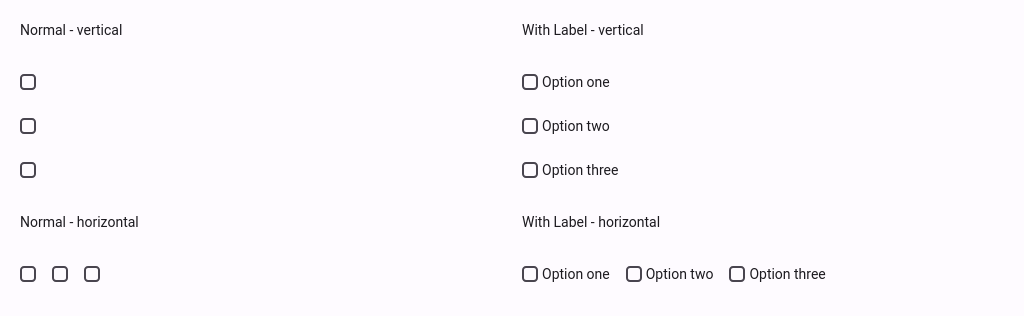 Normal - vertical
With Label - vertical
Option one
Option two
Option three
Normal - horizontal
With Label - horizontal
Option one Option two Option three